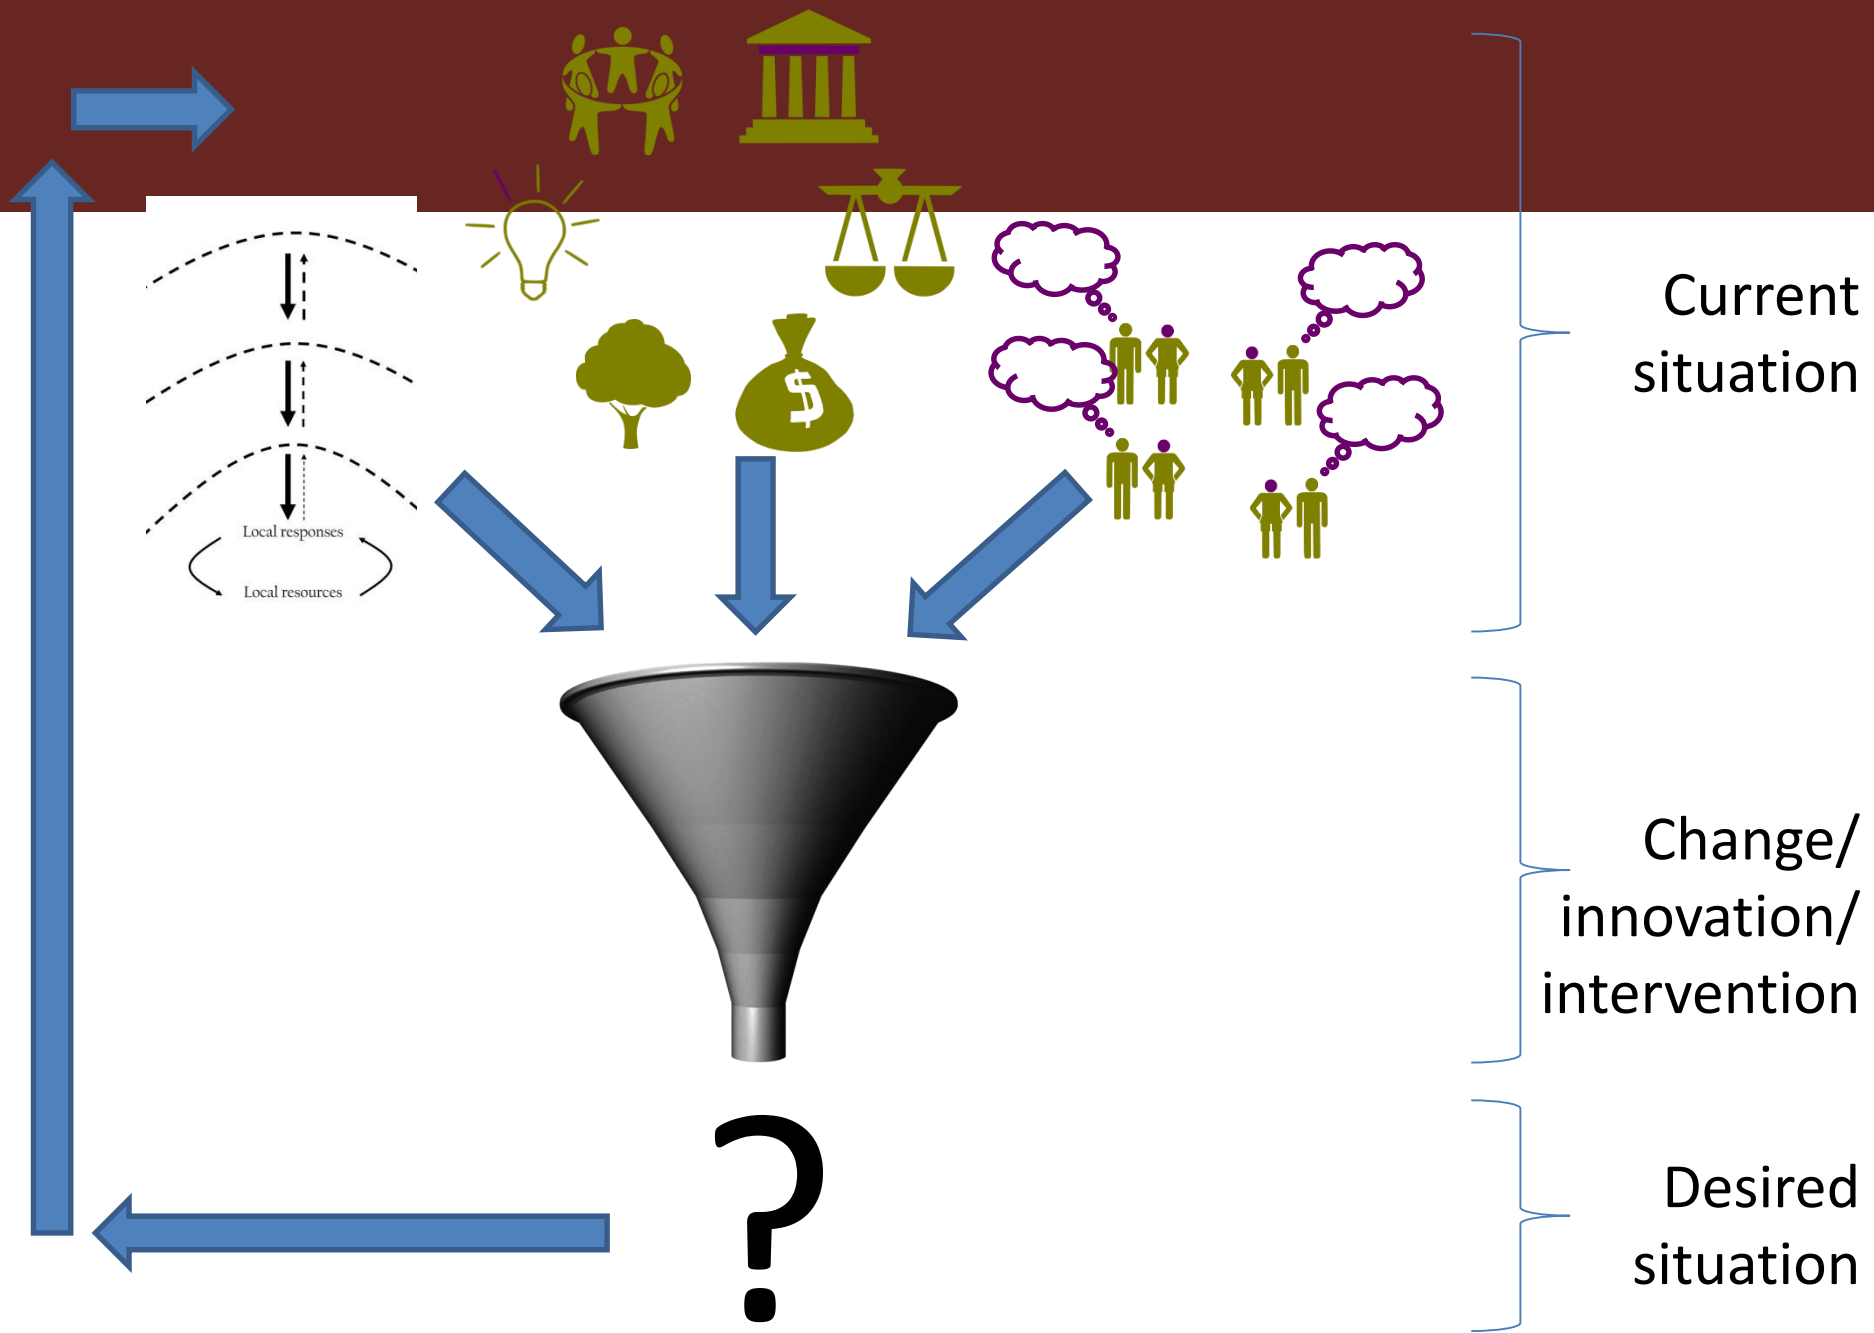 Local responses
Local resources
$
Current
situation
Change/
innovation/
intervention
?
Desired
situation